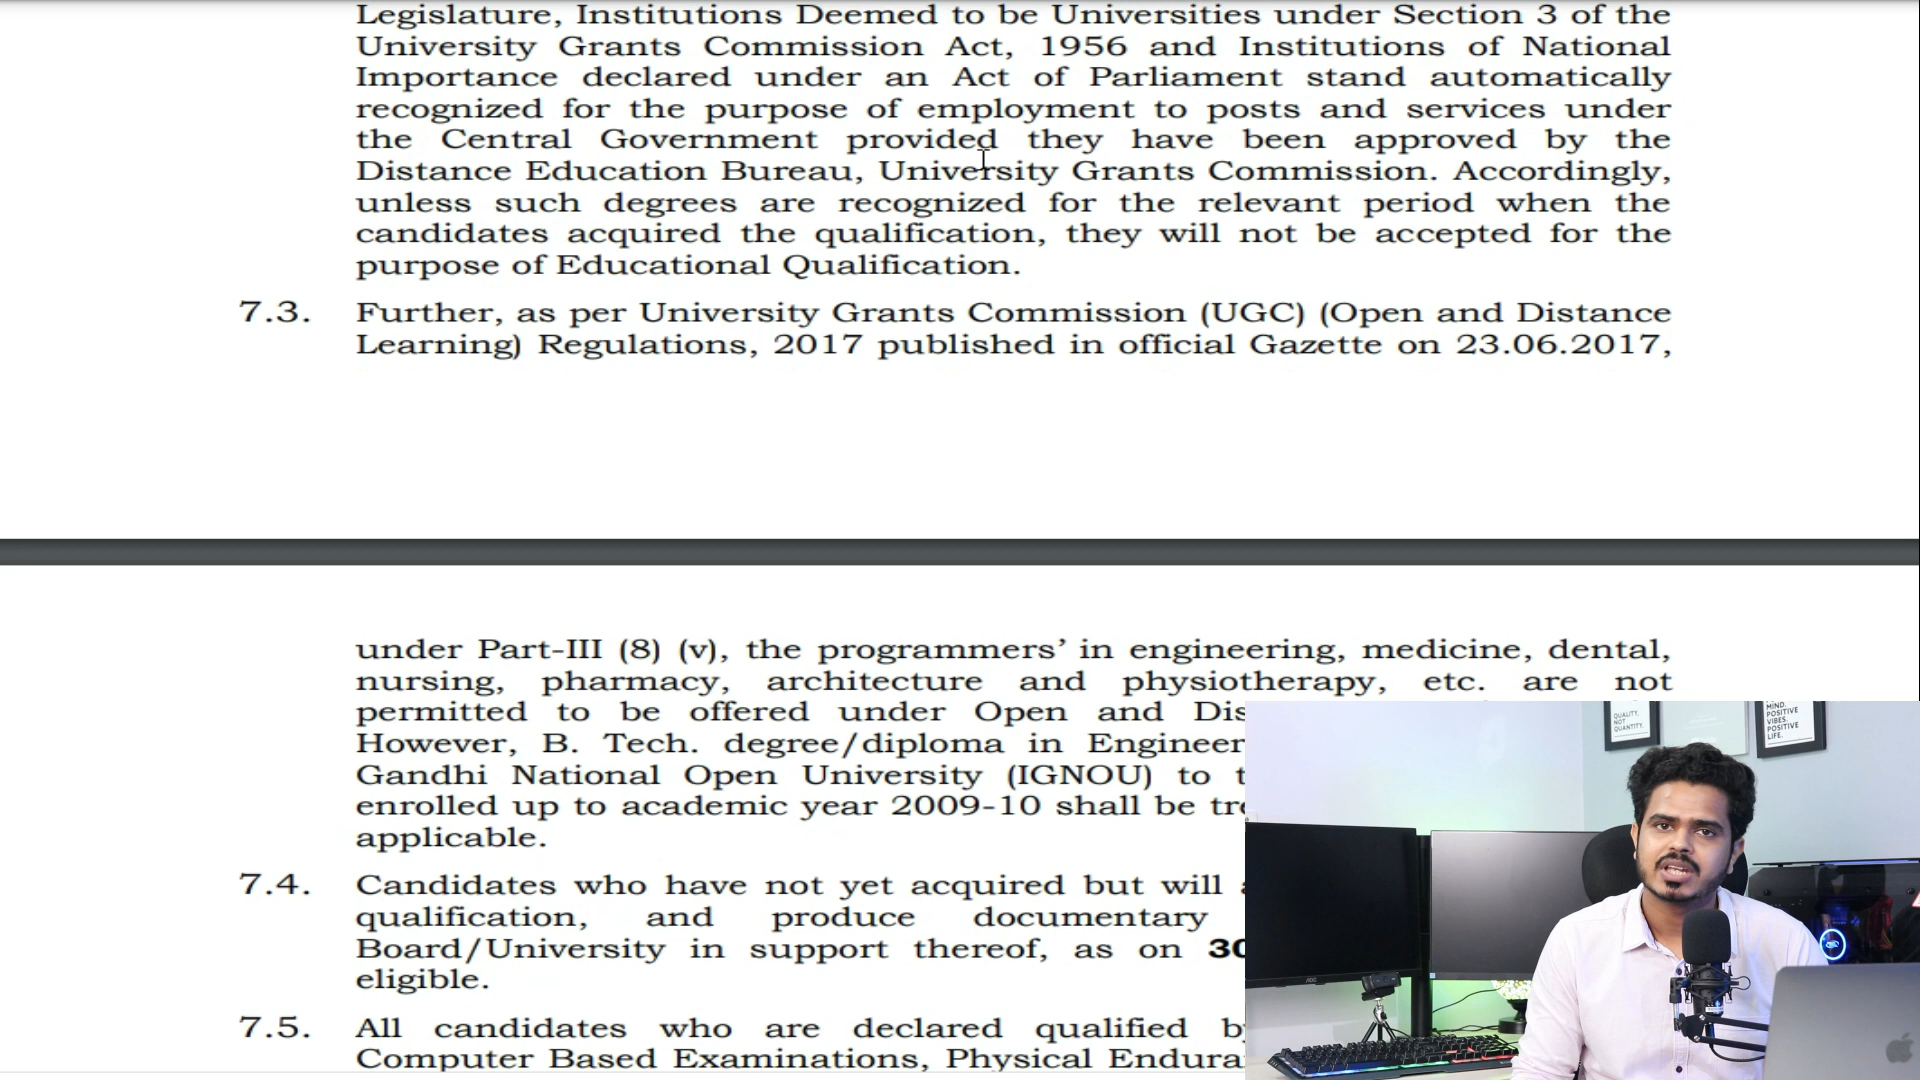 Legislature, Institutions Deemed to be Universities under Section 3 of the
University Grants Commission Act, 1956 and Institutions of National
Importance declared under an Act of Parliament stand automatically
recognized for the purpose of employment to posts and services under
the Central Government provided they have been approved by the
Distance Education Bureau, University Grants Commission. Accordingly,
unless such degrees are recognized for the relevant period when the
candidates acquired the qualification, they will not be accepted for the
purpose of Educational Qualification.
7.3. Further, as per University Grants Commission (UGC) (Open and Distance
Learning) Regulations, 2017 published in official Gazette on 23.06.2017,
under Part-III (8) (v), the programmers’ in engineering, medicine, dental,
nursing, pharmacy, architecture and physiotherapy, etc. are not
permitted to be offered under Open and Dis
However, B. Tech. degree/diploma in Engineer
Gandhi National Open University (IGNOU) to t
enrolled up to academic year 2009-10 shall be tre
applicable.
7.4. Candidates who have not yet acquired but will a
qualification, and produce documentary
Board/University in support thereof, as on 30
eligible.
7.5. All candidates who are declared qualified by
Computer Based Examinations, Physical Endura
QUALITY,
NOT
QUANTITY.
MIND.
POSITIVE
VIBES.
POSITIVE
LIFE.
AOC